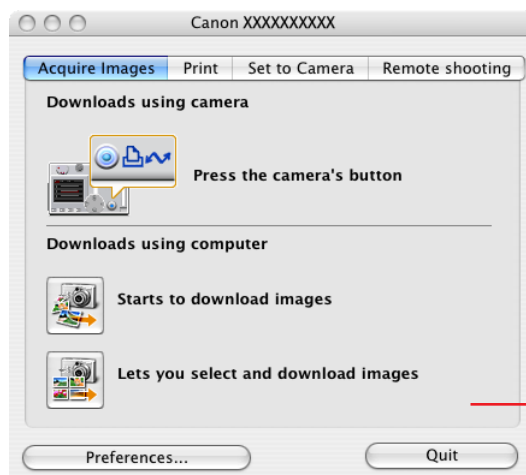 Canon XXXXXXXXXX
Acquire Images Print Set to Camera Remote shooting
Downloads using camera
Press the camera's button
Downloads using computer
Starts to download images
Lets you select and download images
Preferences... Quit